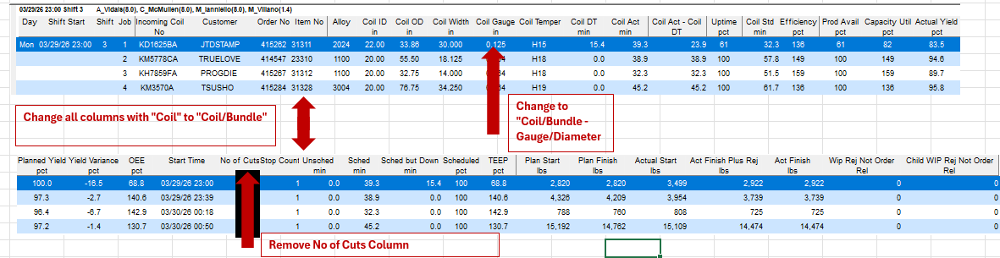 03/29/26 23:00 Shift 3 A_Vidals(8.0), C_McMullen(8.0), M_Ianniello(8.0), M_Villano(1.4)
Day Shift Start Shift Job Incoming Coil No Customer Order No Item No Alloy Coil ID in Coil OD in Coil Width in Coil Gauge in Coil Temper Coil DT min Coil Act min Coil Act - Coil DT Uptime pct Coil Std min Efficiency pct Prod Avail pct Capacity Util pct Actual Yield pct
Mon 03/29/26 23:00 3 1 KD1625BA JTDSTAMP 415262 31311 2024 22.00 33.86 30.000 0.125 H15 15.4 39.3 23.9 61 32.3 136 61 82 83.5
2 KM5778CA TRUELOVE 414547 23310 1100 20.00 55.50 18.125 4 H18 0.0 38.9 38.9 100 57.8 149 100 149 94.6
3 KH7859FA PROGDIE 415267 31312 1100 20.00 32.75 14.000 64 H18 0.0 32.3 32.3 100 51.5 159 100 159 89.7
4 KM3570A TSUSHO 415284 31328 3004 20.00 76.75 34.250 34 H19 0.0 45.2 45.2 100 61.7 136 100 136 95.8
Change all columns with "Coil" to "Coil/Bundle"
Change to
"Coil/Bundle -
Gauge/Diameter
Planned Yield pct Yield Variance pct OEE pct Start Time No of Cuts Stop Count Unsched min Sched min Sched but Down min Scheduled pct TEEP pct Plan Start lbs Plan Finish lbs Actual Start lbs Act Finish Plus Rej lbs Act Finish lbs Wip Rej Not Order Rel Child WIP Rej Not Order Rel
100.0 -16.5 68.8 03/29/26 23:00 1 0.0 39.3 15.4 100 68.8 2,820 2,820 3,499 2,922 2,922 0 0
97.3 -2.7 140.6 03/29/26 23:39 1 0.0 38.9 0.0 100 140.6 4,326 4,209 3,954 3,739 3,739 0 0
96.4 -6.7 142.9 03/30/26 00:18 1 0.0 32.3 0.0 100 142.9 788 760 808 725 725 0 0
97.2 -1.4 130.7 03/30/26 00:50 1 0.0 45.2 0.0 100 130.7 15,192 14,762 15,109 14,474 14,474 0 0
Remove No of Cuts Column